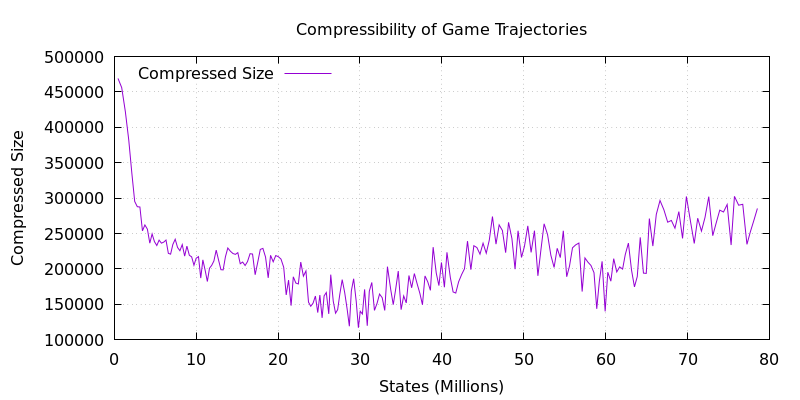 Compressibility of Game Trajectories
Compressed Size
500000
450000
400000
350000
300000
250000
200000
150000
100000
Compressed Size
0 10 20 30 40 50 60 70 80
States (Millions)